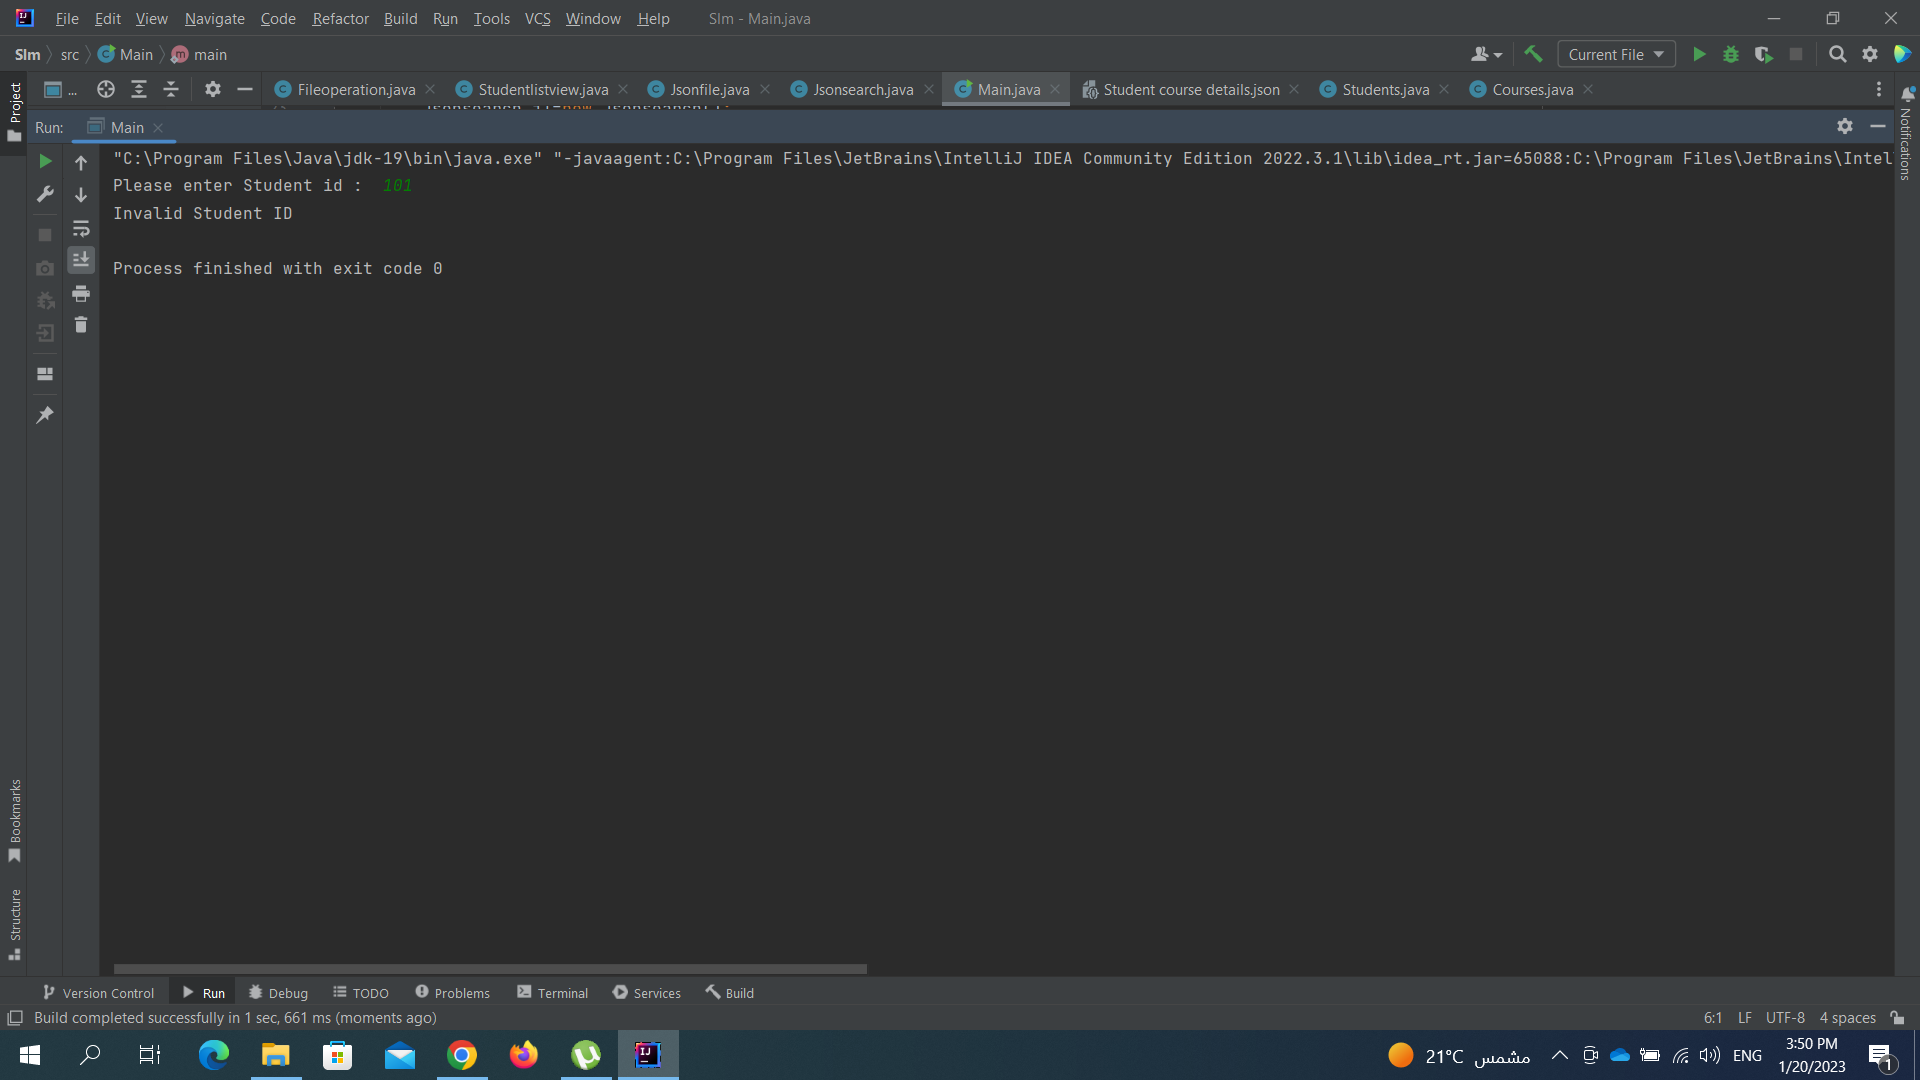 File Edit View Navigate Code Refactor Build Run Tools VCS Window Help Slm - Main.java
Slm src Main main Current File
Project
... Fileoperation.java Studentlistview.java Jsonfile.java Jsonsearch.java Main.java Student course details.json Students.java Courses.java
Run: Main
Notifications
"C:\Program Files\Java\jdk-19\bin\java.exe" "-javaagent:C:\Program Files\JetBrains\IntelliJ IDEA Community Edition 2022.3.1\lib\idea_rt.jar=65088:C:\Program Files\JetBrains\Intel
Please enter Student id : 101
Invalid Student ID
Process finished with exit code 0
Bookmarks
Structure
Version Control Run Debug TODO Problems Terminal Services Build
Build completed successfully in 1 sec, 661 ms (moments ago) 6:1 LF UTF-8 4 spaces
21°C مشمس ENG 3:50 PM
1/20/2023 1